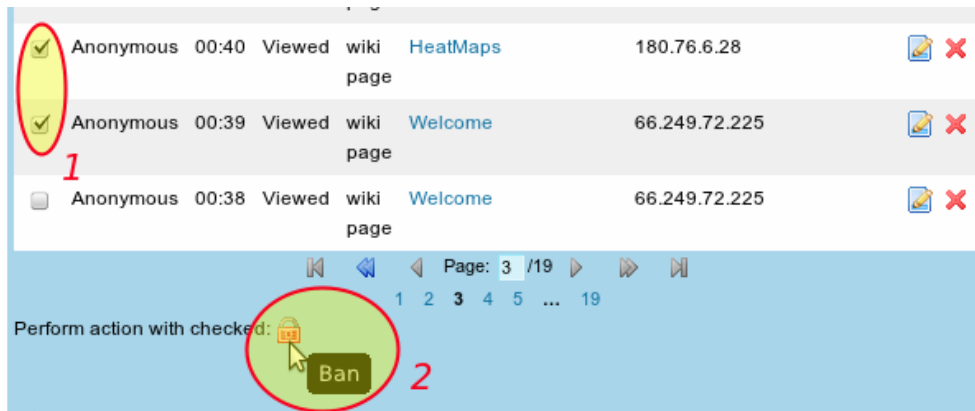 Anonymous 00:40 Viewed wiki page HeatMaps 180.76.6.28
Anonymous 00:39 Viewed wiki page Welcome 66.249.72.225
1
Anonymous 00:38 Viewed wiki page Welcome 66.249.72.225
Page: 3 /19
1 2 3 4 5 ... 19
Perform action with checked:
Ban
2